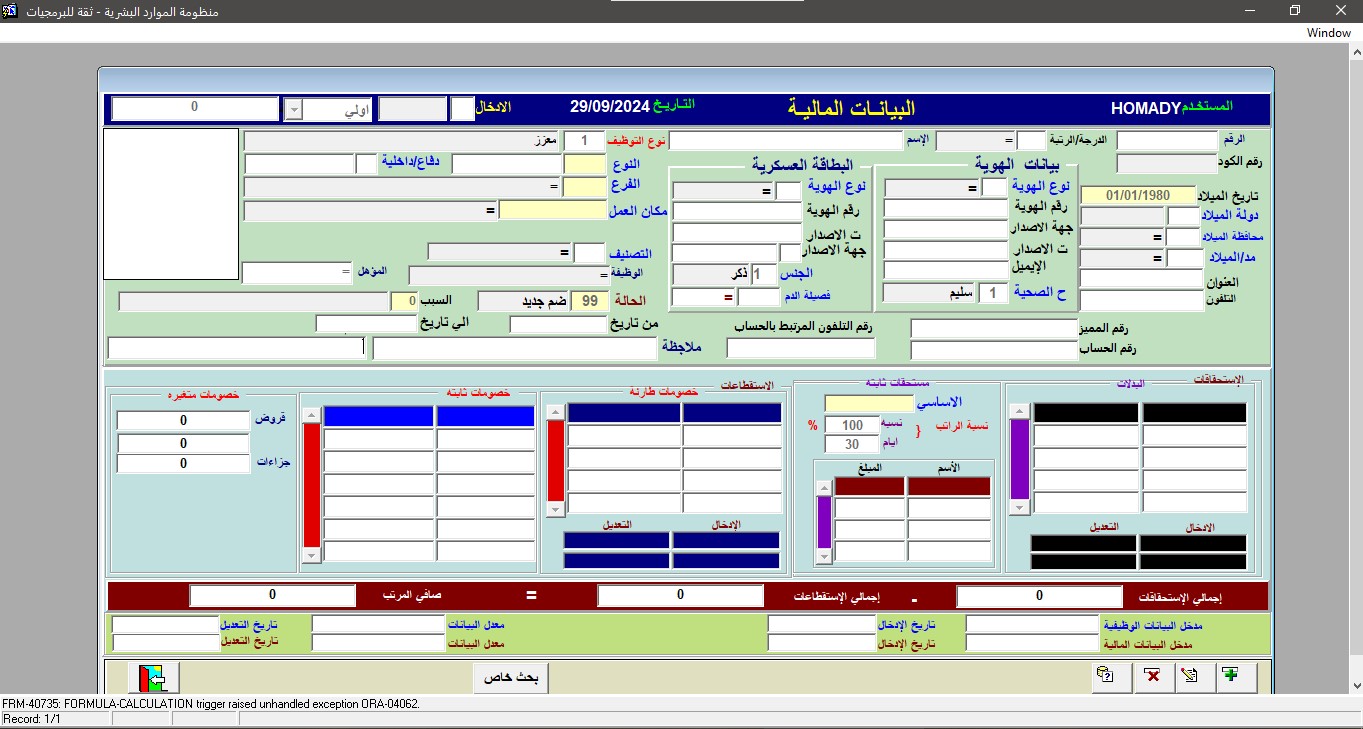 منظومة الموارد البشرية - ثقة للبرمجيات
Window
المستخدم HOMADY البيانـات الماليـة التـاريـخ 29/09/2024 الادخال اولي 0
الرقم الدرجة/الرتبة = الإسم نوع التوظيف 1 معزز
رقم الكود بيانات الهوية البطاقة العسكرية النوع دفاع/داخلية
تاريخ الميلاد 01/01/1980 نوع الهوية = نوع الهوية = الفرع =
دولة الميلاد رقم الهوية رقم الهوية مكان العمل =
محافظة الميلاد = جهة الاصدار ت الاصدار
مد/الميلاد = ت الاصدار جهة الاصدار التصنيف =
العنوان الإيميل الجنس 1 ذكر الوظيفة = المؤهل =
التلفون ح الصحية 1 سليم فصيلة الدم = الحالة 99 ضم جديد السبب 0
رقم المميز رقم التلفون المرتبط بالحساب من تاريخ الي تاريخ
رقم الحساب ملاحظة
الإستحقاقات البدلات مستحقات ثابته الإستقطاعات خصومات طارئة خصومات ثابته خصومات متغيره
الاساسي قروض 0
نسبة الراتب { نسبه 100 % 0
ايام 30 جزاءات 0
الأسم المبلغ
الادخال التعديل الإدخال التعديل
إجمالي الإستحقاقات 0 - إجمالي الإستقطاعات 0 = صافي المرتب 0
مدخل البيانات الوظيفية تاريخ الإدخال معدل البيانات تاريخ التعديل
مدخل البيانات المالية تاريخ الإدخال معدل البيانات تاريخ التعديل
بحث خاص
FRM-40735: FORMULA-CALCULATION trigger raised unhandled exception ORA-04062.
Record: 1/1